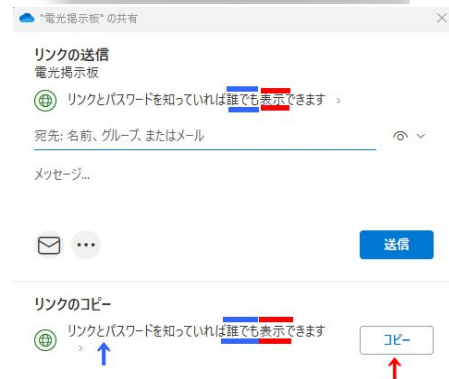 "電光掲示板" の共有
リンクの送信
電光掲示板
リンクとパスワードを知っていれば誰でも表示できます
宛先: 名前、グループ、またはメール
メッセージ...
送信
リンクのコピー
リンクとパスワードを知っていれば誰でも表示できます
コピー